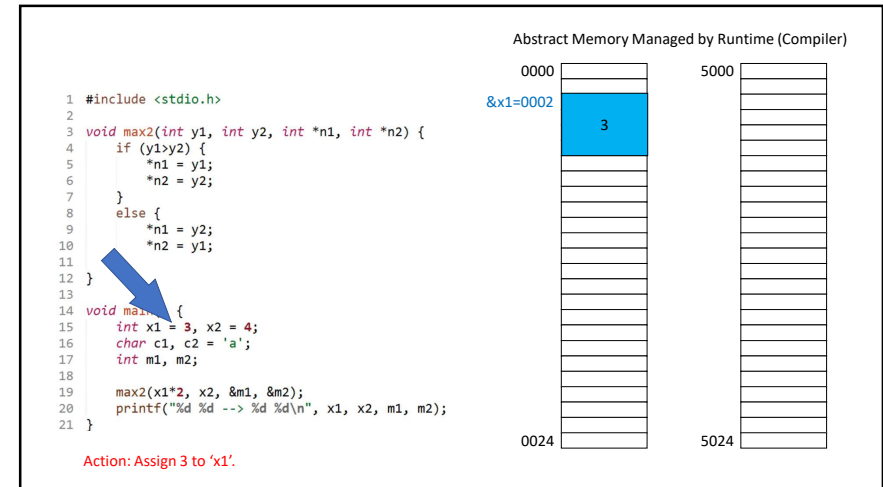 Abstract Memory Managed by Runtime (Compiler)
0000
5000
&x1=0002
3
1 #include <stdio.h>
2
3 void max2(int y1, int y2, int *n1, int *n2) {
4     if (y1>y2) {
5         *n1 = y1;
6         *n2 = y2;
7     }
8     else {
9         *n1 = y2;
10         *n2 = y1;
11
12 }
13
14 void {
15     int x1 = 3, x2 = 4;
16     char c1, c2 = 'a';
17     int m1, m2;
18
19     max2(x1*2, x2, &m1, &m2);
20     printf("%d %d --> %d %d\n", x1, x2, m1, m2);
21 }
0024
5024
Action: Assign 3 to ‘x1’.